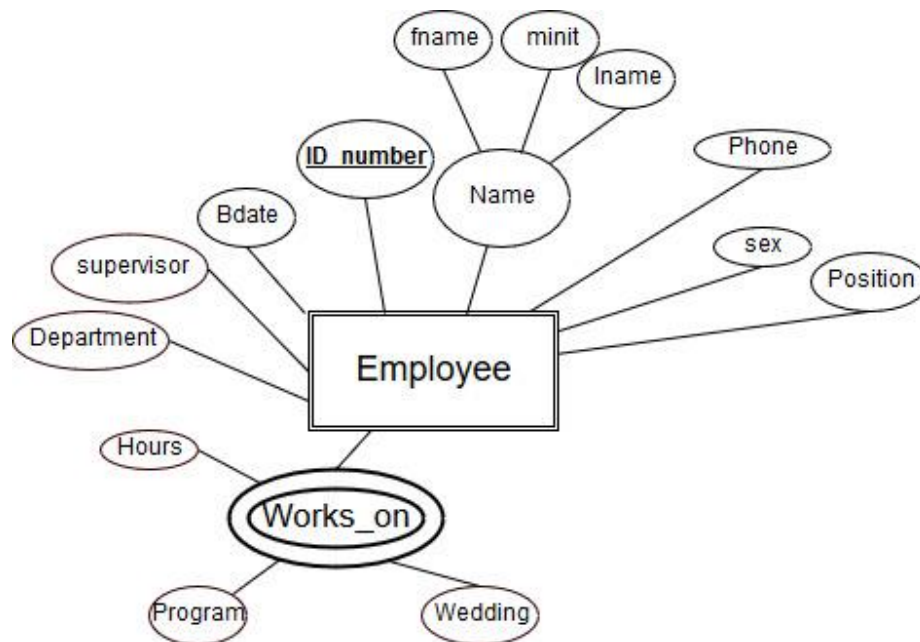 fname
minit
lname
Phone
ID_number
Name
Bdate
sex
supervisor
Position
Department
Employee
Hours
Works_on
Program
Wedding